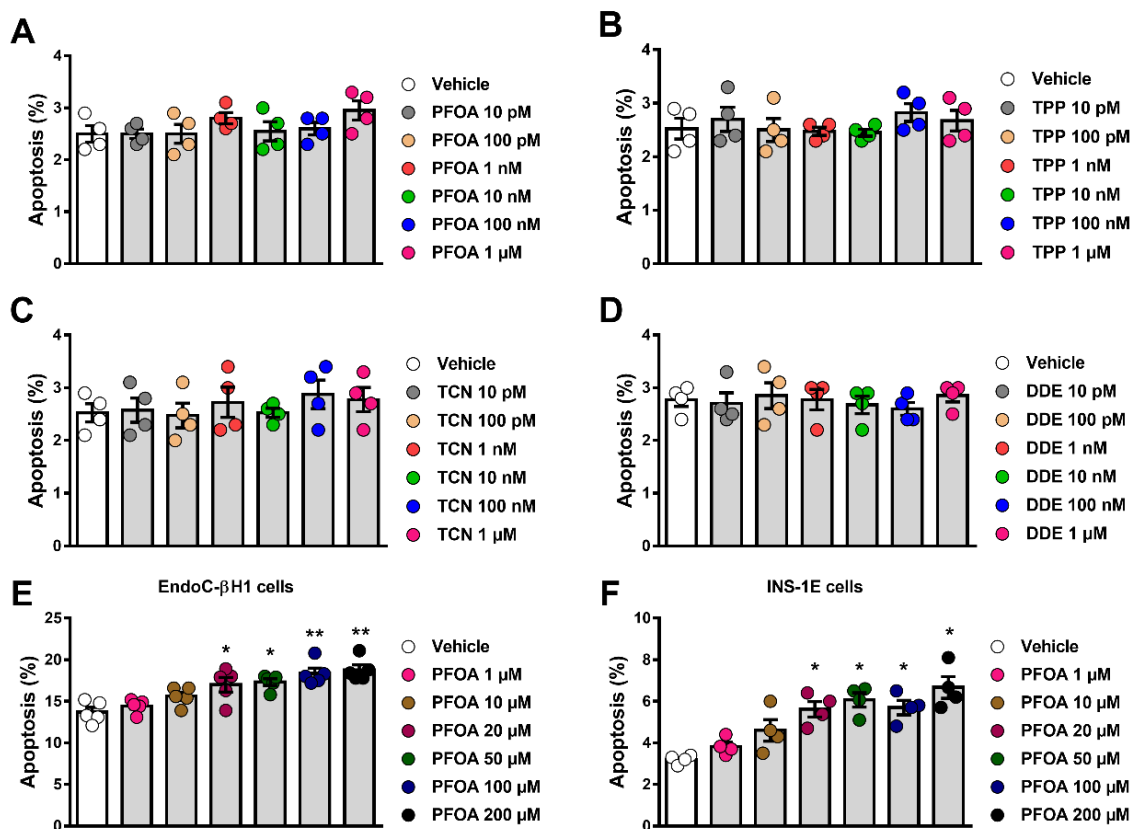 A
Apoptosis (%)
4
3
2
1
0
Vehicle
PFOA 10 pM
PFOA 100 pM
PFOA 1 nM
PFOA 10 nM
PFOA 100 nM
PFOA 1 µM
B
Apoptosis (%)
4
3
2
1
0
Vehicle
TPP 10 pM
TPP 100 pM
TPP 1 nM
TPP 10 nM
TPP 100 nM
TPP 1 µM
C
Apoptosis (%)
4
3
2
1
0
Vehicle
TCN 10 pM
TCN 100 pM
TCN 1 nM
TCN 10 nM
TCN 100 nM
TCN 1 µM
D
Apoptosis (%)
4
3
2
1
0
Vehicle
DDE 10 pM
DDE 100 pM
DDE 1 nM
DDE 10 nM
DDE 100 nM
DDE 1 µM
E
EndoC-βH1 cells
Apoptosis (%)
25
20
15
10
5
0
* * ** **
Vehicle
PFOA 1 µM
PFOA 10 µM
PFOA 20 µM
PFOA 50 µM
PFOA 100 µM
PFOA 200 µM
F
INS-1E cells
Apoptosis (%)
10
8
6
4
2
0
* * * *
Vehicle
PFOA 1 µM
PFOA 10 µM
PFOA 20 µM
PFOA 50 µM
PFOA 100 µM
PFOA 200 µM